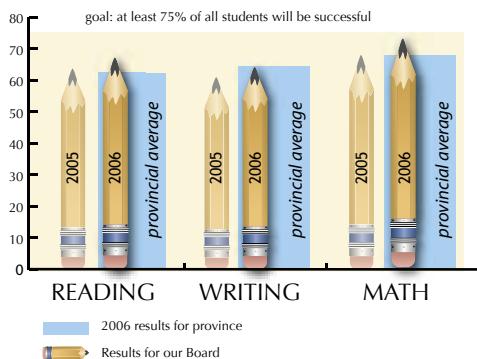 goal: at least 75% of all students will be successful
80
70
60
50
40
30
20
10
0
2005
2006
provincial average
2005
2006
provincial average
2005
2006
provincial average
READING WRITING MATH
2006 results for province
Results for our Board